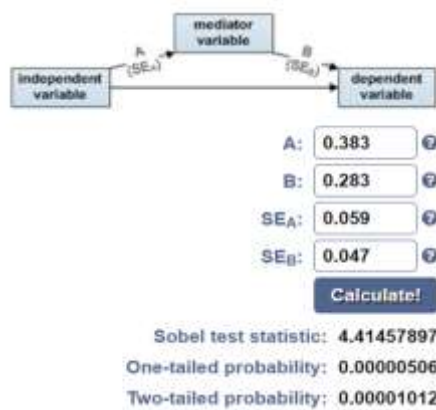 mediator
variable
A
(SEA)
B
(SEB)
independent
variable
dependent
variable
A: 0.383
B: 0.283
SEA: 0.059
SEB: 0.047
Calculate!
Sobel test statistic: 4.41457897
One-tailed probability: 0.00000506
Two-tailed probability: 0.00001012